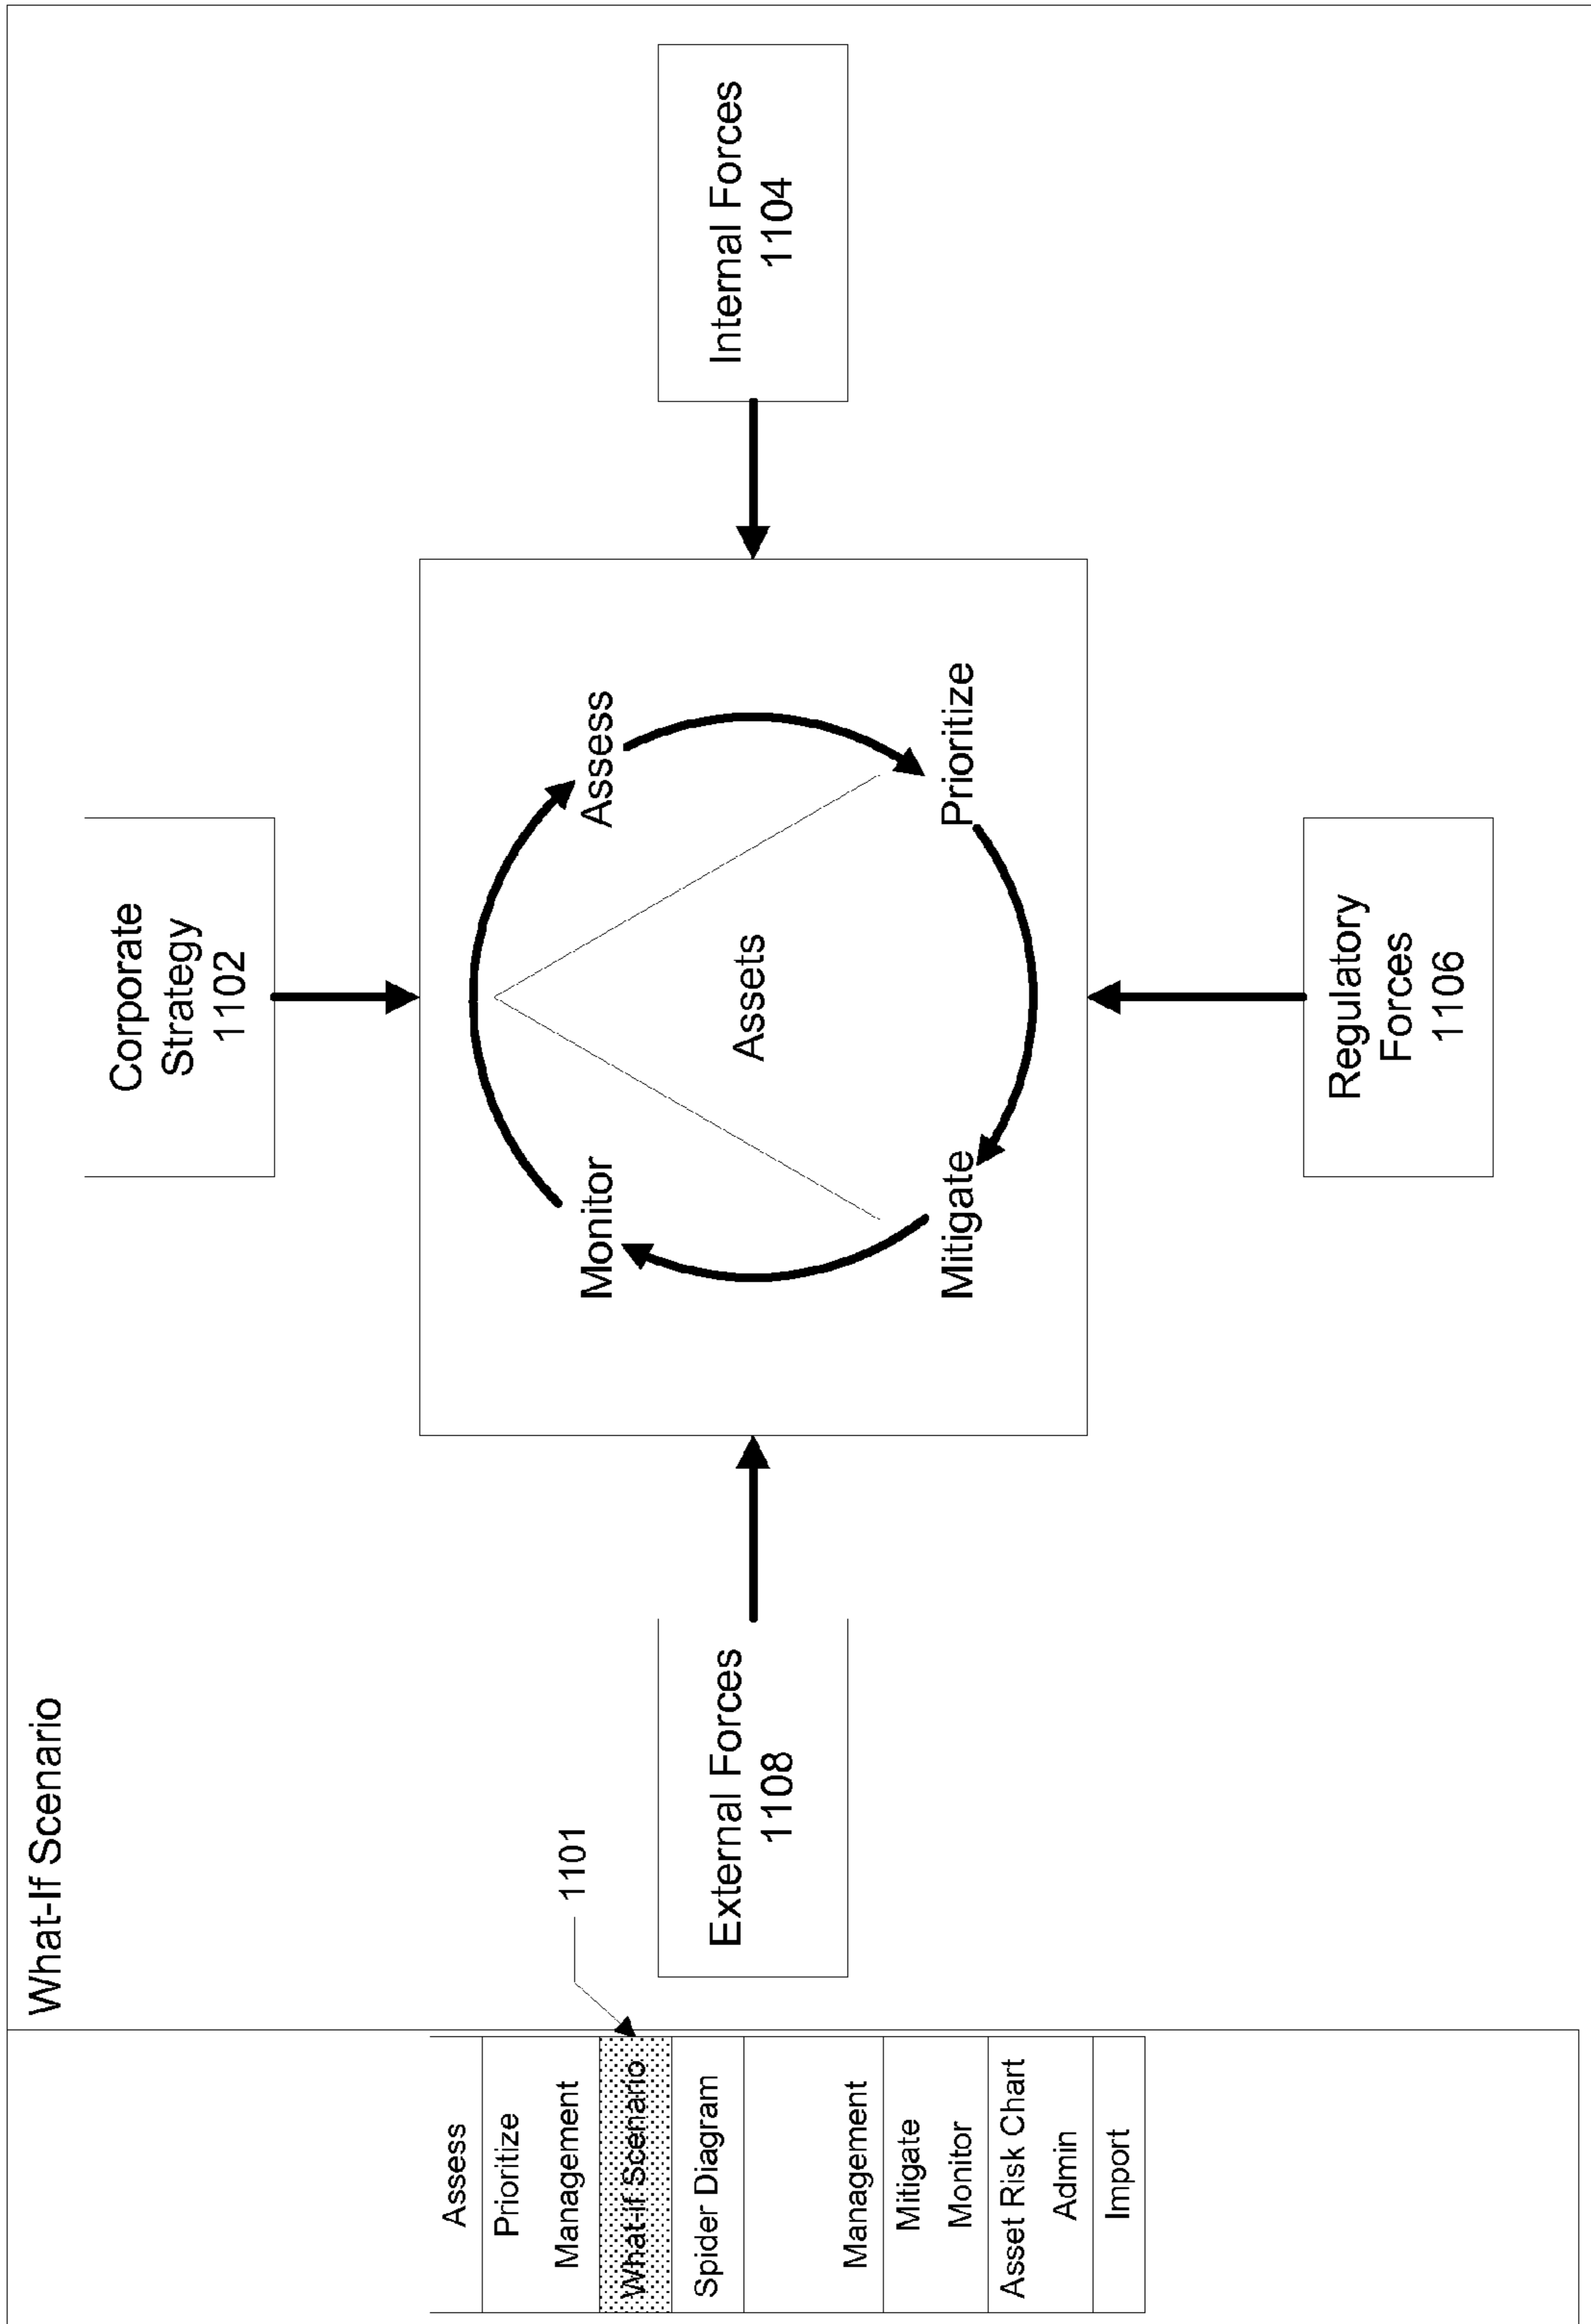 What-If Scenario
Assess
Prioritize
Management
What-If Scenario
Spider Diagram
Management
Mitigate
Monitor
Asset Risk Chart
Admin
Import
1101
Corporate
Strategy
1102
External Forces
1108
Monitor
Assess
Assets
Mitigate
Prioritize
Internal Forces
1104
Regulatory
Forces
1106